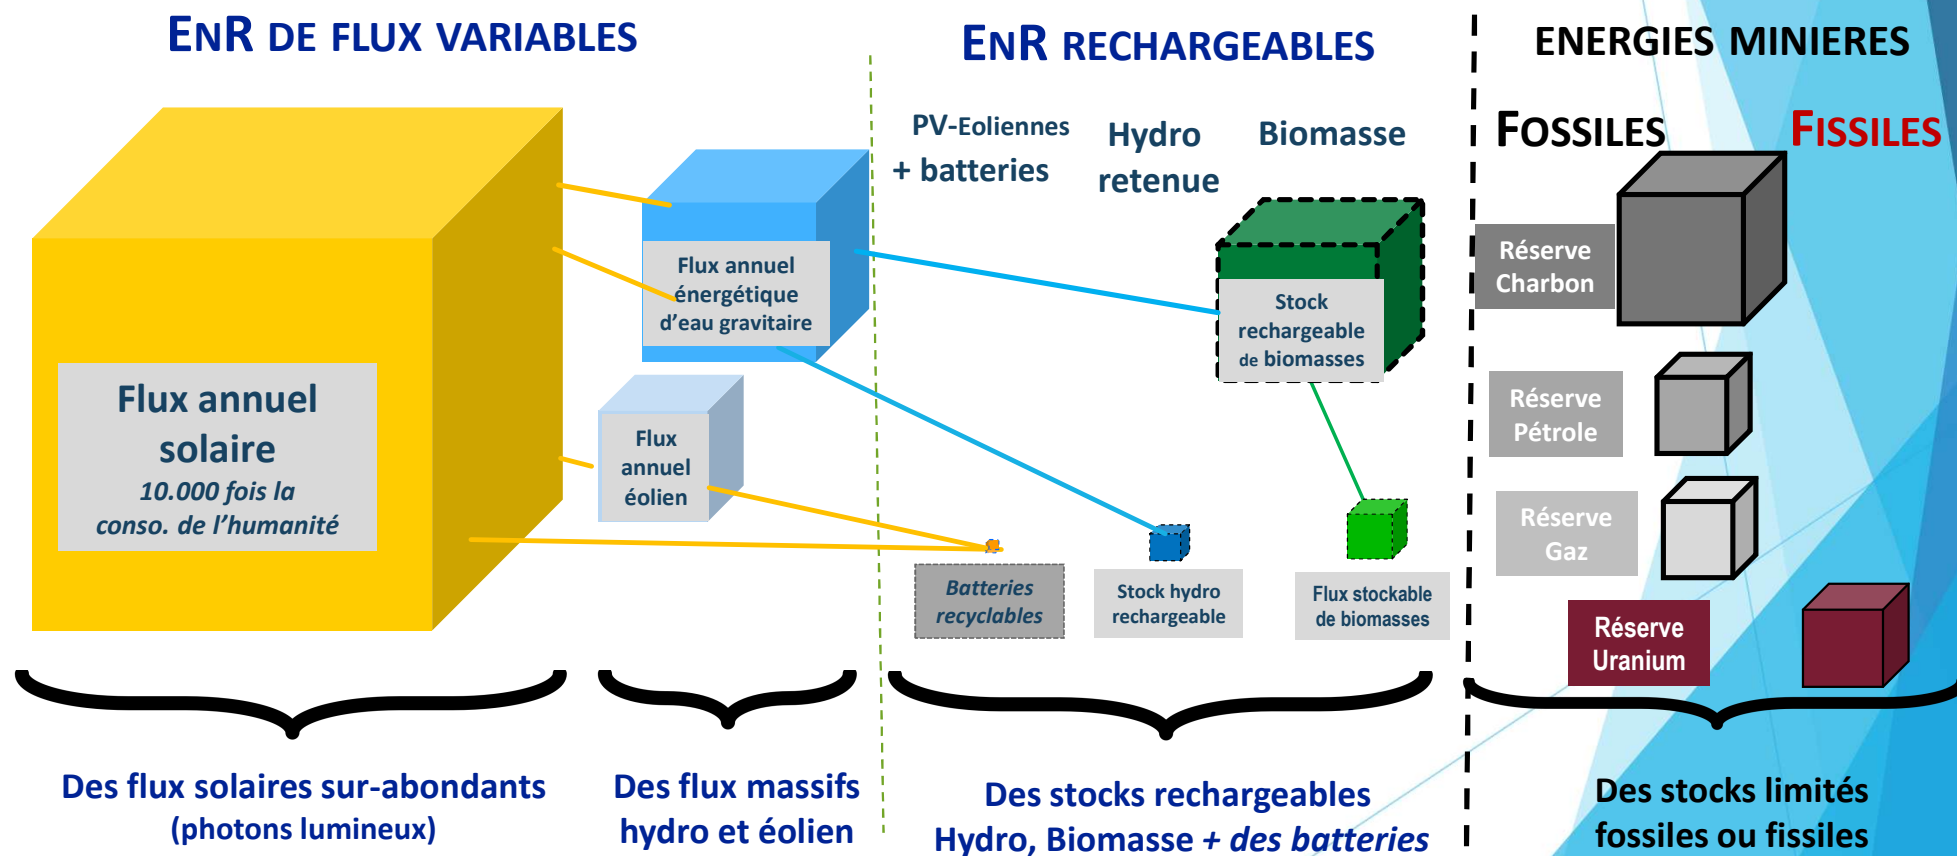 ENR DE FLUX VARIABLES
ENR RECHARGEABLES
ENERGIES MINIERES
PV-Eoliennes
+ batteries
Hydro
retenue
Biomasse
FOSSILES
FISSILES
Flux annuel
solaire
10.000 fois la
conso. de l’humanité
Flux annuel
énergétique
d’eau gravitaire
Flux
annuel
éolien
Stock
rechargeable
de biomasses
Batteries
recyclables
Stock hydro
rechargeable
Flux stockable
de biomasses
Réserve
Charbon
Réserve
Pétrole
Réserve
Gaz
Réserve
Uranium
Des flux solaires sur-abondants
(photons lumineux)
Des flux massifs
hydro et éolien
Des stocks rechargeables
Hydro, Biomasse + des batteries
Des stocks limités
fossiles ou fissiles